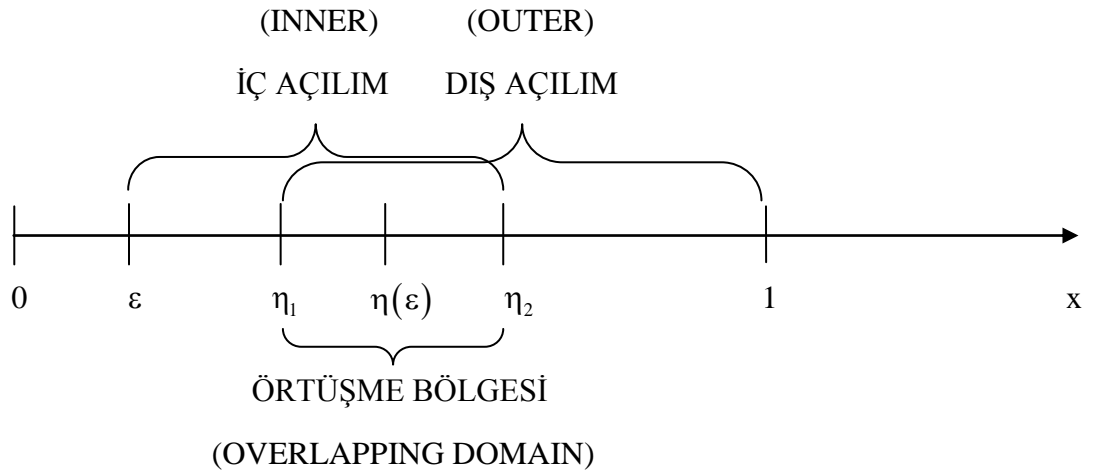 (INNER) (OUTER)
İÇ AÇILIM DIŞ AÇILIM
0 ε η₁ η(ε) η₂ 1 x
ÖRTÜŞME BÖLGESİ
(OVERLAPPING DOMAIN)